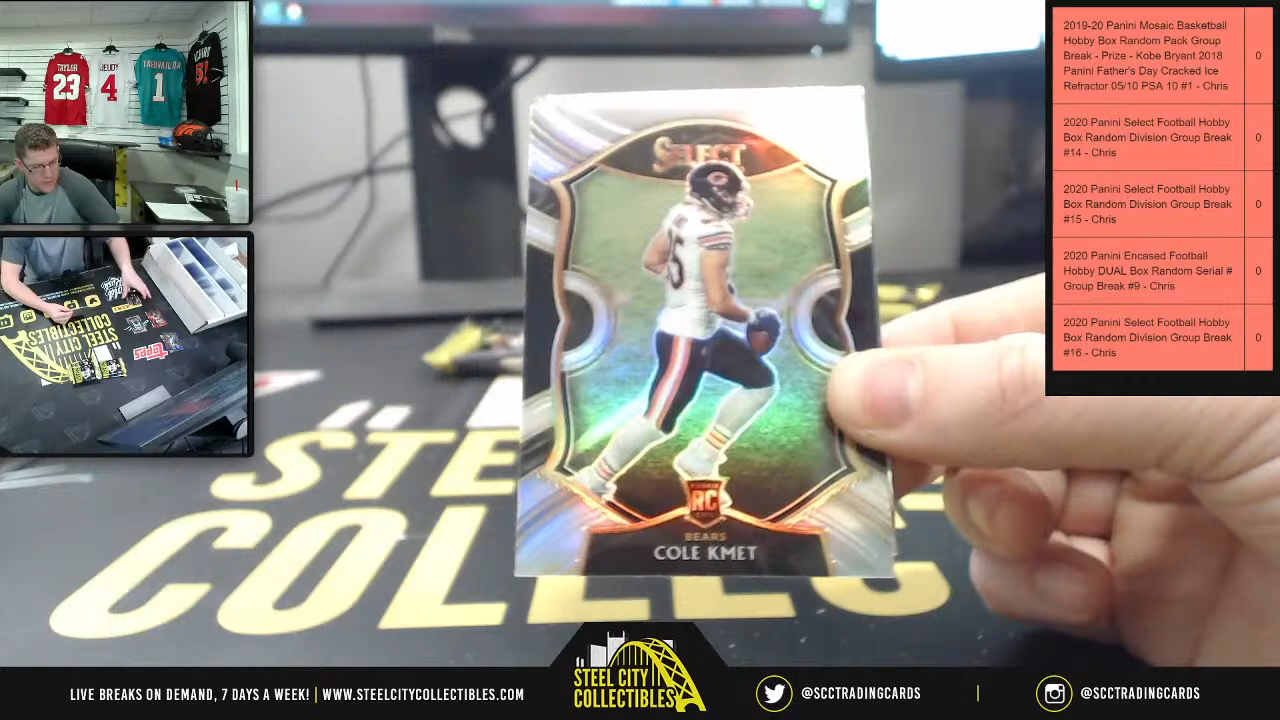 TAYLOR
23
JEUDY
4
TAGOVAILOA
1
51
STEEL CITY
COLLECTIBLES
Topps
SELECT
ROOKIE
RC
BEARS
COLE KMET
STE
COLLEC
2019-20 Panini Mosaic Basketball
Hobby Box Random Pack Group
Break - Prize - Kobe Bryant 2018
Panini Father's Day Cracked Ice
Refractor 05/10 PSA 10 #1 - Chris
0
2020 Panini Select Football Hobby
Box Random Division Group Break
#14 - Chris
0
2020 Panini Select Football Hobby
Box Random Division Group Break
#15 - Chris
0
2020 Panini Encased Football
Hobby DUAL Box Random Serial #
Group Break #9 - Chris
0
2020 Panini Select Football Hobby
Box Random Division Group Break
#16 - Chris
0
LIVE BREAKS ON DEMAND, 7 DAYS A WEEK! | WWW.STEELCITYCOLLECTIBLES.COM
STEEL CITY
COLLECTIBLES
@SCCTRADINGCARDS
@SCCTRADINGCARDS